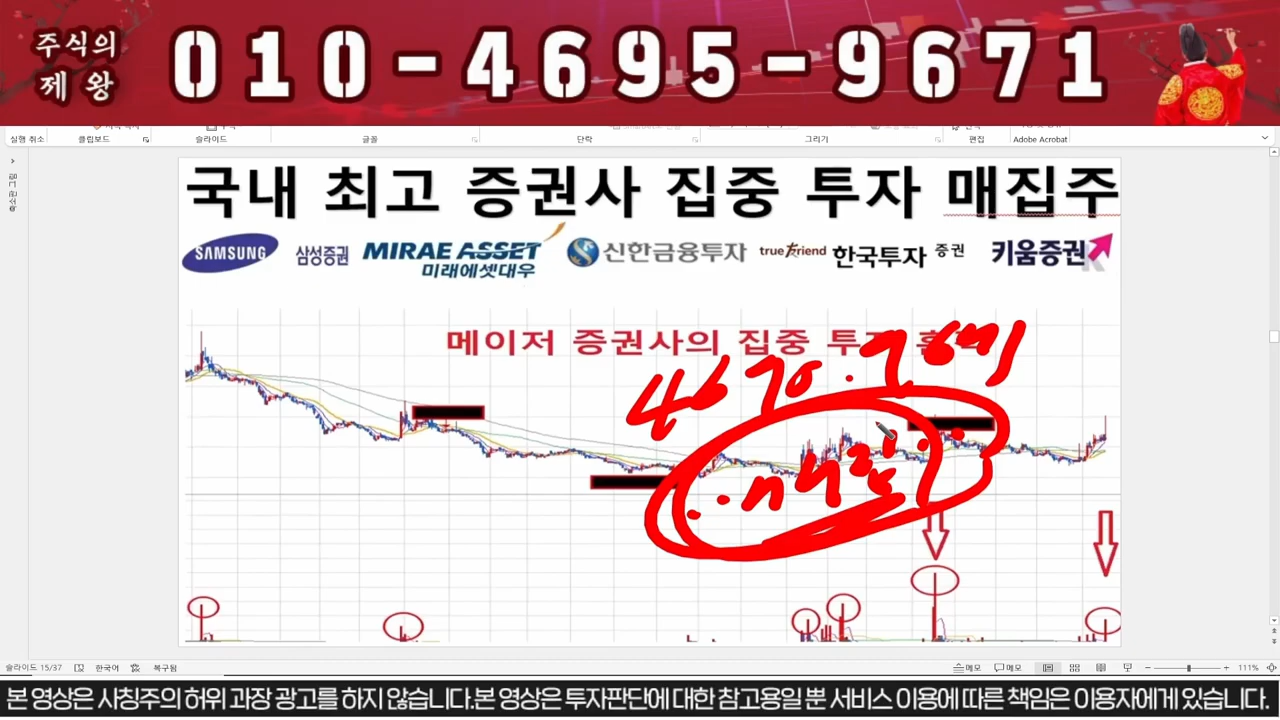 주식의
제왕
010-4695-9671
실행 취소
클립보드
슬라이드
글꼴
단락
그리기
편집
Adobe Acrobat
국내 최고 증권사 집중 투자 매집주
SAMSUNG 삼성증권
MIRAE ASSET
미래에셋대우
신한금융투자
true friend 한국투자 증권
키움증권
메이저 증권사의 집중 투자
슬라이드 15/37
한국어
복구됨
메모
메모
111%
본 영상은 사칭주의 허위 과장 광고를 하지 않습니다.본 영상은 투자판단에 대한 참고용일 뿐 서비스 이용에 따른 책임은 이용자에게 있습니다.